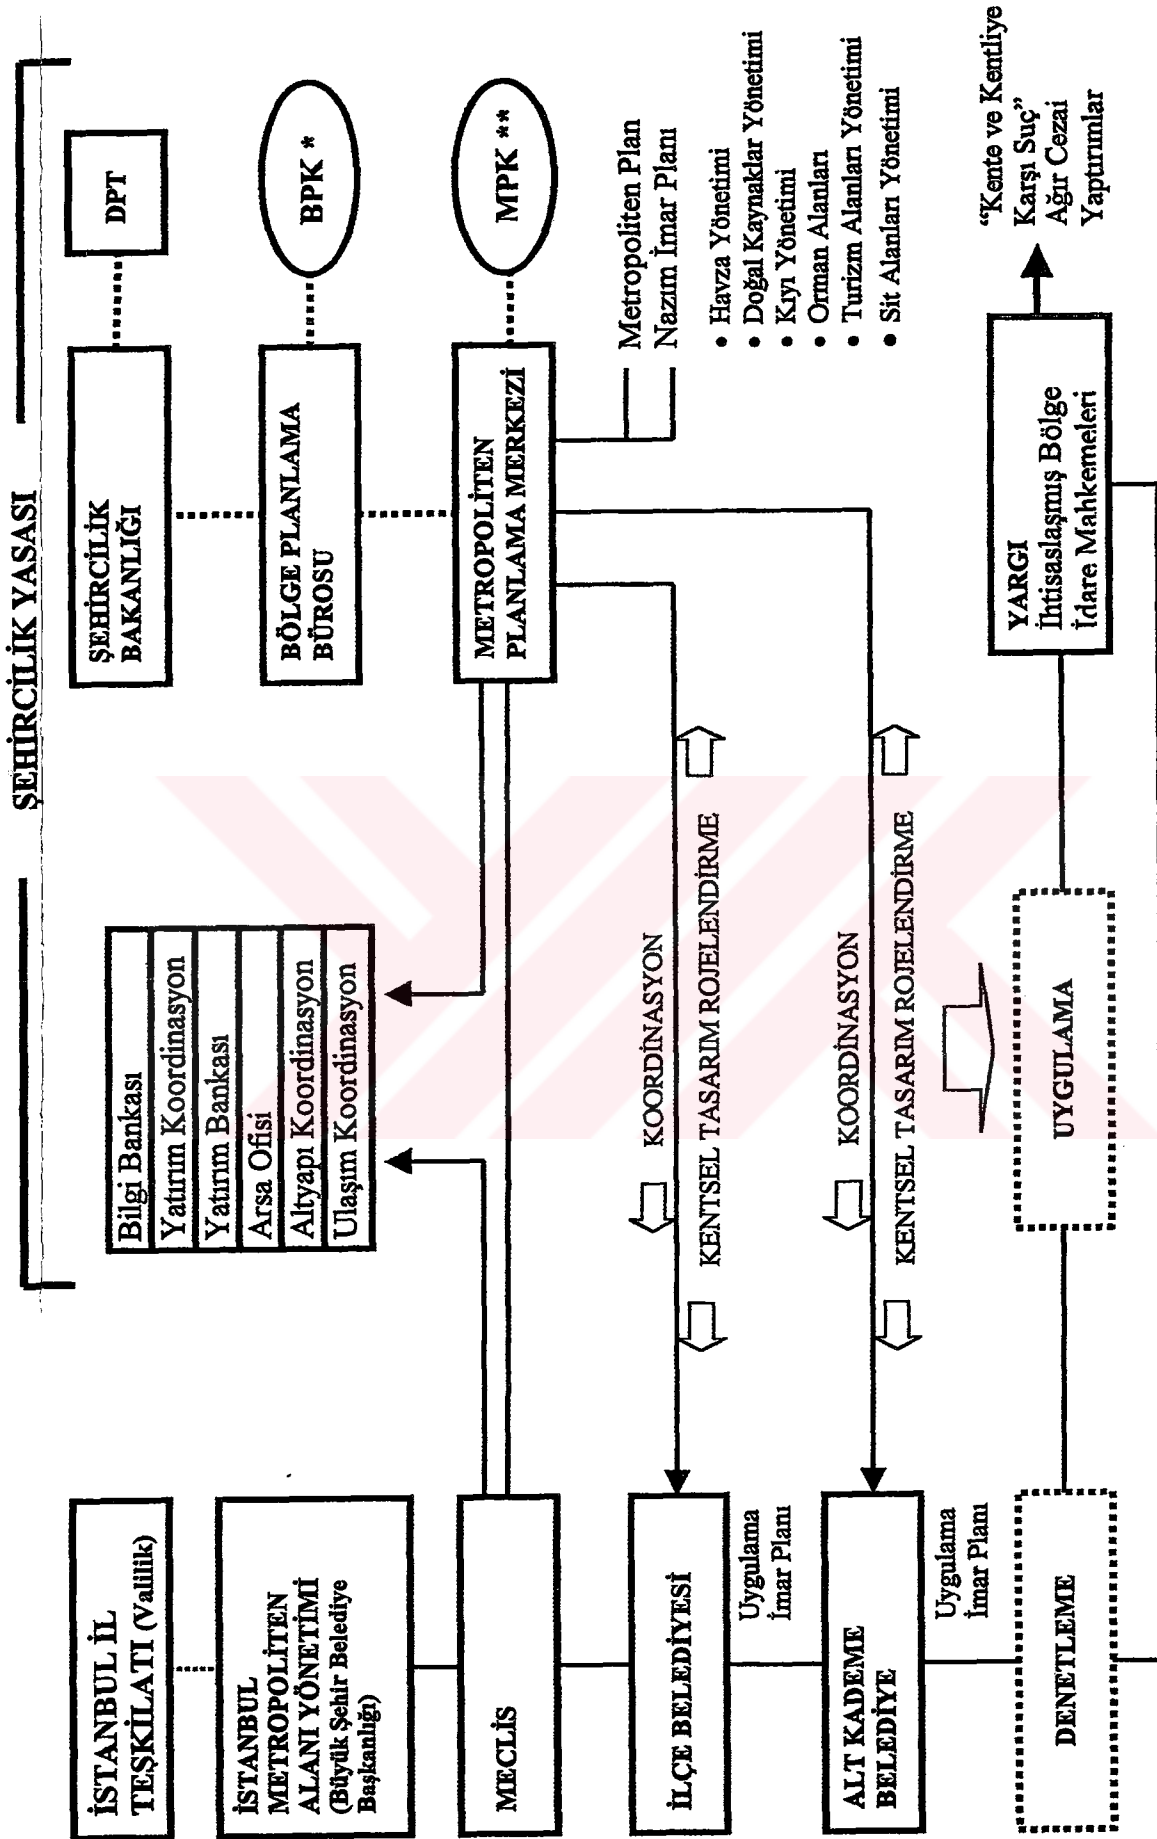 ŞEHİRCİLİK YASASI
İSTANBUL İL
TEŞKİLATI (Valilik)
İSTANBUL
METROPOLİTEN
ALANI YÖNETİMİ
(Büyük Şehir Belediye
Başkanlığı)
MECLİS
İLÇE BELEDİYESİ
Uygulama
İmar Planı
ALT KADEME
BELEDİYE
Uygulama
İmar Planı
DENETLEME
Bilgi Bankası
Yatırım Koordinasyon
Yatırım Bankası
Arsa Ofisi
Altyapı Koordinasyon
Ulaşım Koordinasyon
KOORDİNASYON
KENTSEL TASARIM ROJELENDİRME
KOORDİNASYON
KENTSEL TASARIM ROJELENDİRME
UYGULAMA
ŞEHİRCİLİK
BAKANLIĞI
DPT
BÖLGE PLANLAMA
BÜROSU
BPK *
METROPOLİTEN
PLANLAMA MERKEZİ
MPK **
Metropoliten Plan
Nazım İmar Planı
• Havza Yönetimi
• Doğal Kaynaklar Yönetimi
• Kıyı Yönetimi
• Orman Alanları
• Turizm Alanları Yönetimi
• Sit Alanları Yönetimi
YARGI
İhtisaslaşmış Bölge
İdare Mahkemeleri
“Kente ve Kentliye
Karşı Suç”
Ağır Cezai
Yaptırımlar